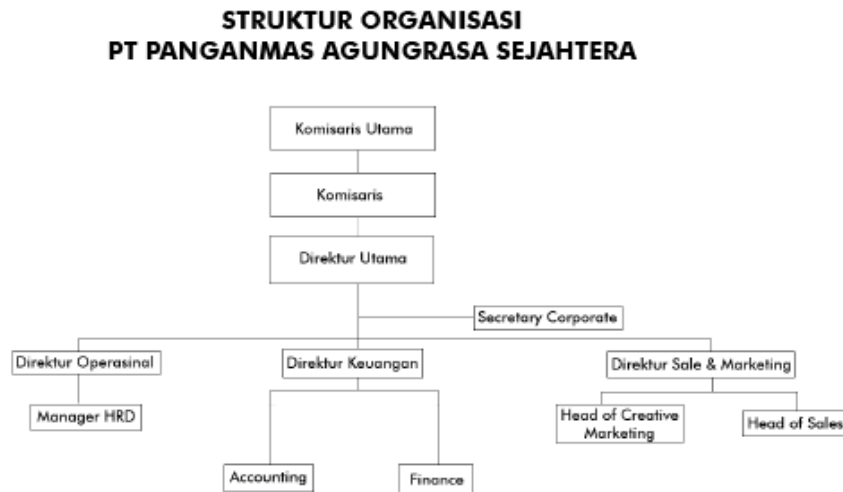 STRUKTUR ORGANISASI
PT PANGANMAS AGUNGRASA SEJAHTERA
Komisaris Utama
Komisaris
Direktur Utama
Secretary Corporate
Direktur Operasinal
Direktur Keuangan
Direktur Sale & Marketing
Manager HRD
Head of Creative
Marketing
Head of Sales
Accounting
Finance